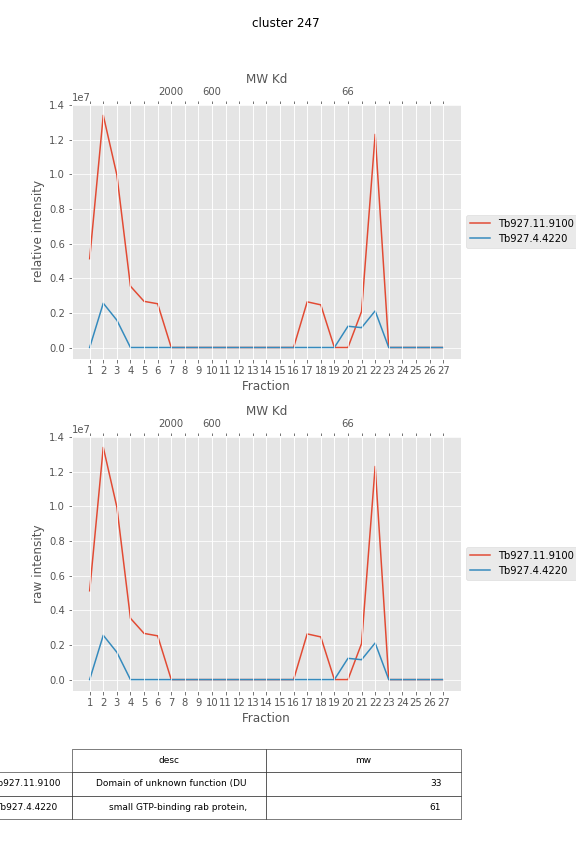 cluster 247
MW Kd
1e7 2000 600 66
1.4
1.2
1.0
0.8
0.6
0.4
0.2
0.0
relative intensity
Tb927.11.9100
Tb927.4.4220
1 2 3 4 5 6 7 8 9 10 11 12 13 14 15 16 17 18 19 20 21 22 23 24 25 26 27
Fraction
MW Kd
1e7 2000 600 66
1.4
1.2
1.0
0.8
0.6
0.4
0.2
0.0
raw intensity
Tb927.11.9100
Tb927.4.4220
1 2 3 4 5 6 7 8 9 10 11 12 13 14 15 16 17 18 19 20 21 22 23 24 25 26 27
Fraction
desc mw
b927.11.9100 Domain of unknown function (DU 33
b927.4.4220 small GTP-binding rab protein, 61